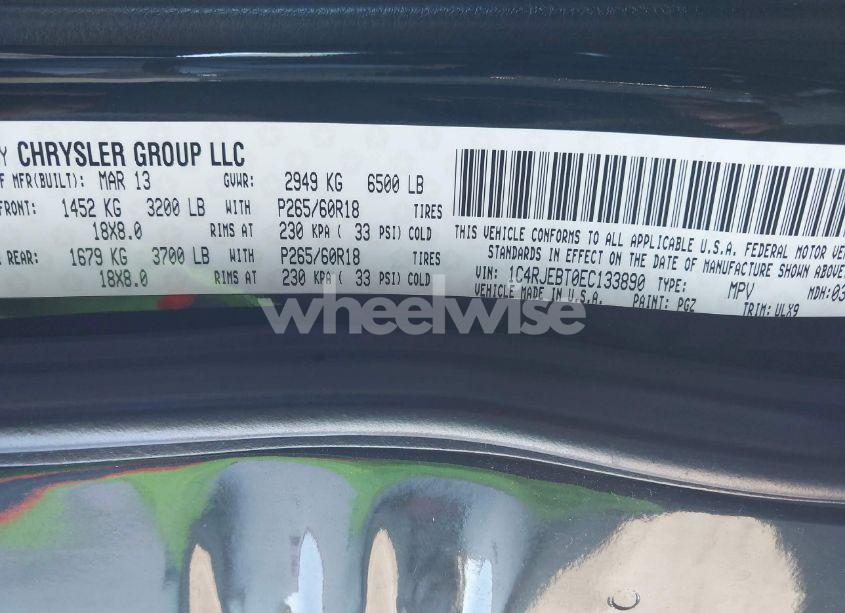 Y CHRYSLER GROUP LLC
F MFR(BUILT): MAR 13 GVWR: 2949 KG 6500 LB
FRONT: 1452 KG 3200 LB WITH P265/60R18 TIRES
18X8.0 RIMS AT 230 KPA ( 33 PSI) COLD
REAR: 1679 KG 3700 LB WITH P265/60R18 TIRES
18X8.0 RIMS AT 230 KPA ( 33 PSI) COLD
THIS VEHICLE CONFORMS TO ALL APPLICABLE U.S.A. FEDERAL MOTOR VEH
STANDARDS IN EFFECT ON THE DATE OF MANUFACTURE SHOWN ABOVE
VIN: 1C4RJEBT0EC133890 TYPE: MPV MDH: 03
VEHICLE MADE IN U.S.A. PAINT: PGZ TRIM: ULX9
wheelwise